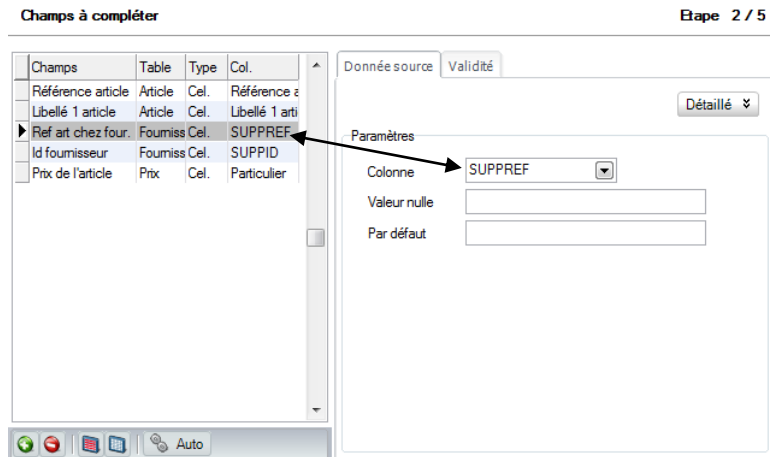 Champs à compléter Etape 2 / 5
Donnée source Validité
Champs Table Type Col.
Référence article Article Cel. Référence a
Libellé 1 article Article Cel. Libellé 1 arti
Ref art chez four. Fourniss Cel. SUPPREF
Id fournisseur Fourniss Cel. SUPPID
Prix de l'article Prix Cel. Particulier
Détaillé
Paramètres
Colonne SUPPREF
Valeur nulle
Par défaut
Auto